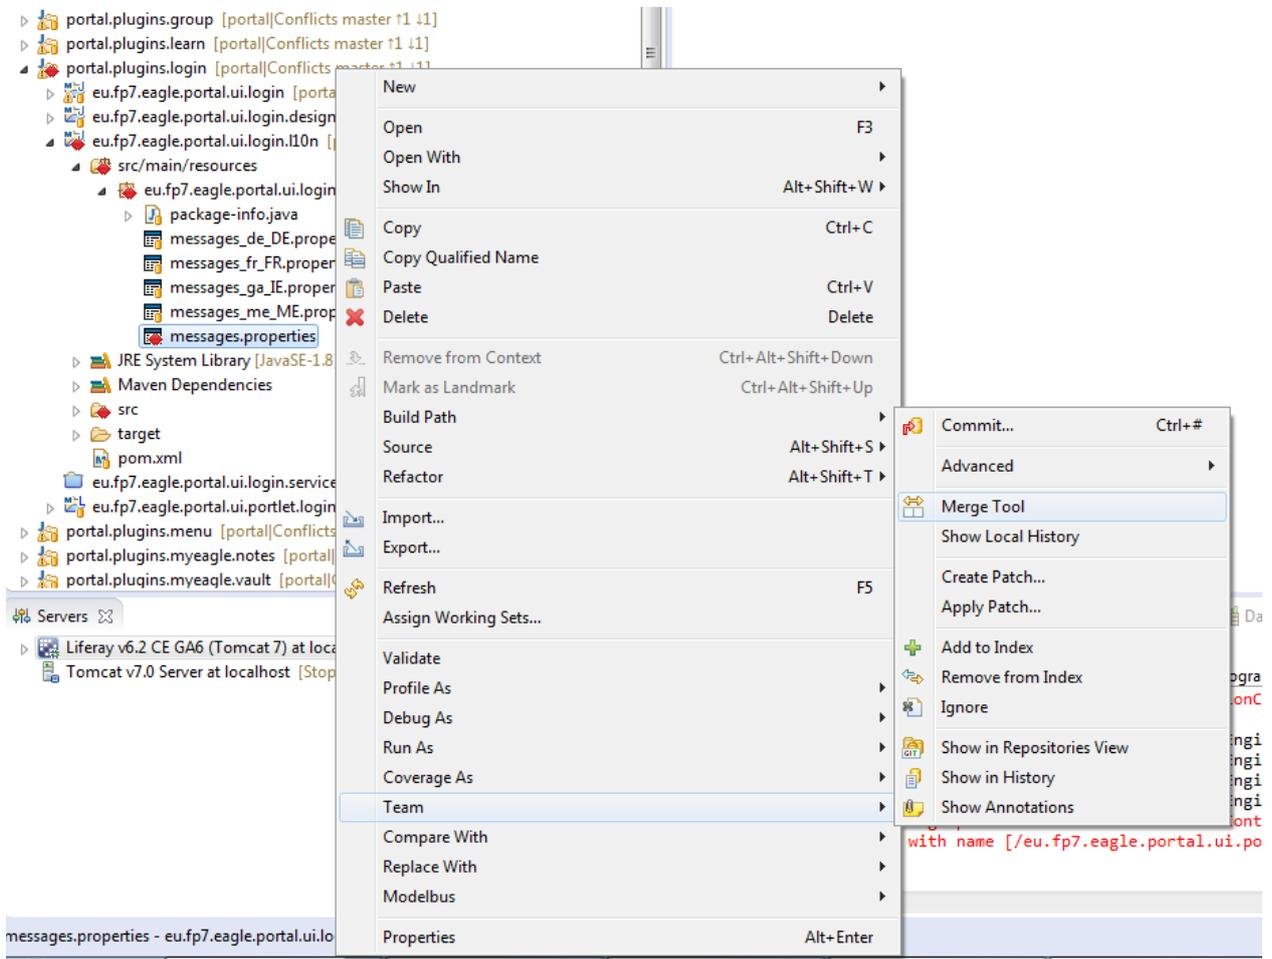 portal.plugins.group [portal|Conflicts master ↑1 ↓1]
portal.plugins.learn [portal|Conflicts master ↑1 ↓1]
portal.plugins.login [portal|Conflicts master ↑1 ↓1]
eu.fp7.eagle.portal.ui.login [porta
eu.fp7.eagle.portal.ui.login.design
eu.fp7.eagle.portal.ui.login.l10n [
src/main/resources
eu.fp7.eagle.portal.ui.login
package-info.java
messages_de_DE.prope
messages_fr_FR.proper
messages_ga_IE.proper
messages_me_ME.prop
messages.properties
JRE System Library [JavaSE-1.8
Maven Dependencies
src
target
pom.xml
eu.fp7.eagle.portal.ui.login.service
eu.fp7.eagle.portal.ui.portlet.login
portal.plugins.menu [portal|Conflicts
portal.plugins.myeagle.notes [portal|
portal.plugins.myeagle.vault [portal|C
Servers
Liferay v6.2 CE GA6 (Tomcat 7) at loca
Tomcat v7.0 Server at localhost [Stop
messages.properties - eu.fp7.eagle.portal.ui.lo
New
Open F3
Open With
Show In Alt+Shift+W
Copy Ctrl+C
Copy Qualified Name
Paste Ctrl+V
Delete Delete
Remove from Context Ctrl+Alt+Shift+Down
Mark as Landmark Ctrl+Alt+Shift+Up
Build Path
Source Alt+Shift+S
Refactor Alt+Shift+T
Import...
Export...
Refresh F5
Assign Working Sets...
Validate
Profile As
Debug As
Run As
Coverage As
Team
Compare With
Replace With
Modelbus
Properties Alt+Enter
Commit... Ctrl+#
Advanced
Merge Tool
Show Local History
Create Patch...
Apply Patch...
Add to Index
Remove from Index
Ignore
Show in Repositories View
Show in History
Show Annotations
Da
ogra
onC
ngi
ngi
ngi
ngi
ont
with name [/eu.fp7.eagle.portal.ui.po